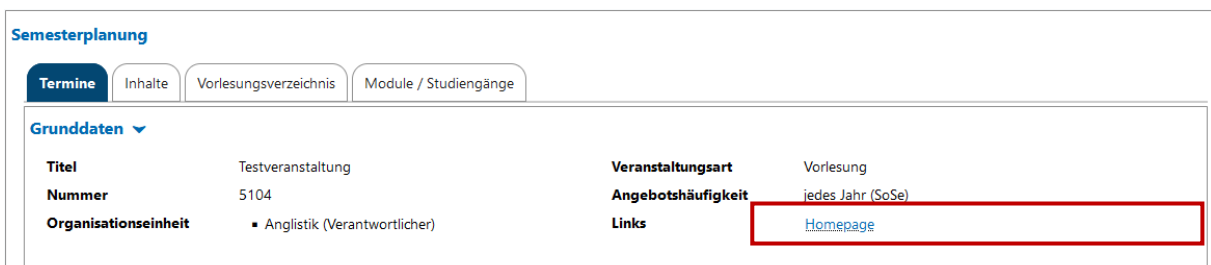 Semesterplanung
Termine Inhalte Vorlesungsverzeichnis Module / Studiengänge
Grunddaten
Titel Testveranstaltung Veranstaltungsart Vorlesung
Nummer 5104 Angebotshäufigkeit jedes Jahr (SoSe)
Organisationseinheit ▪ Anglistik (Verantwortlicher) Links Homepage